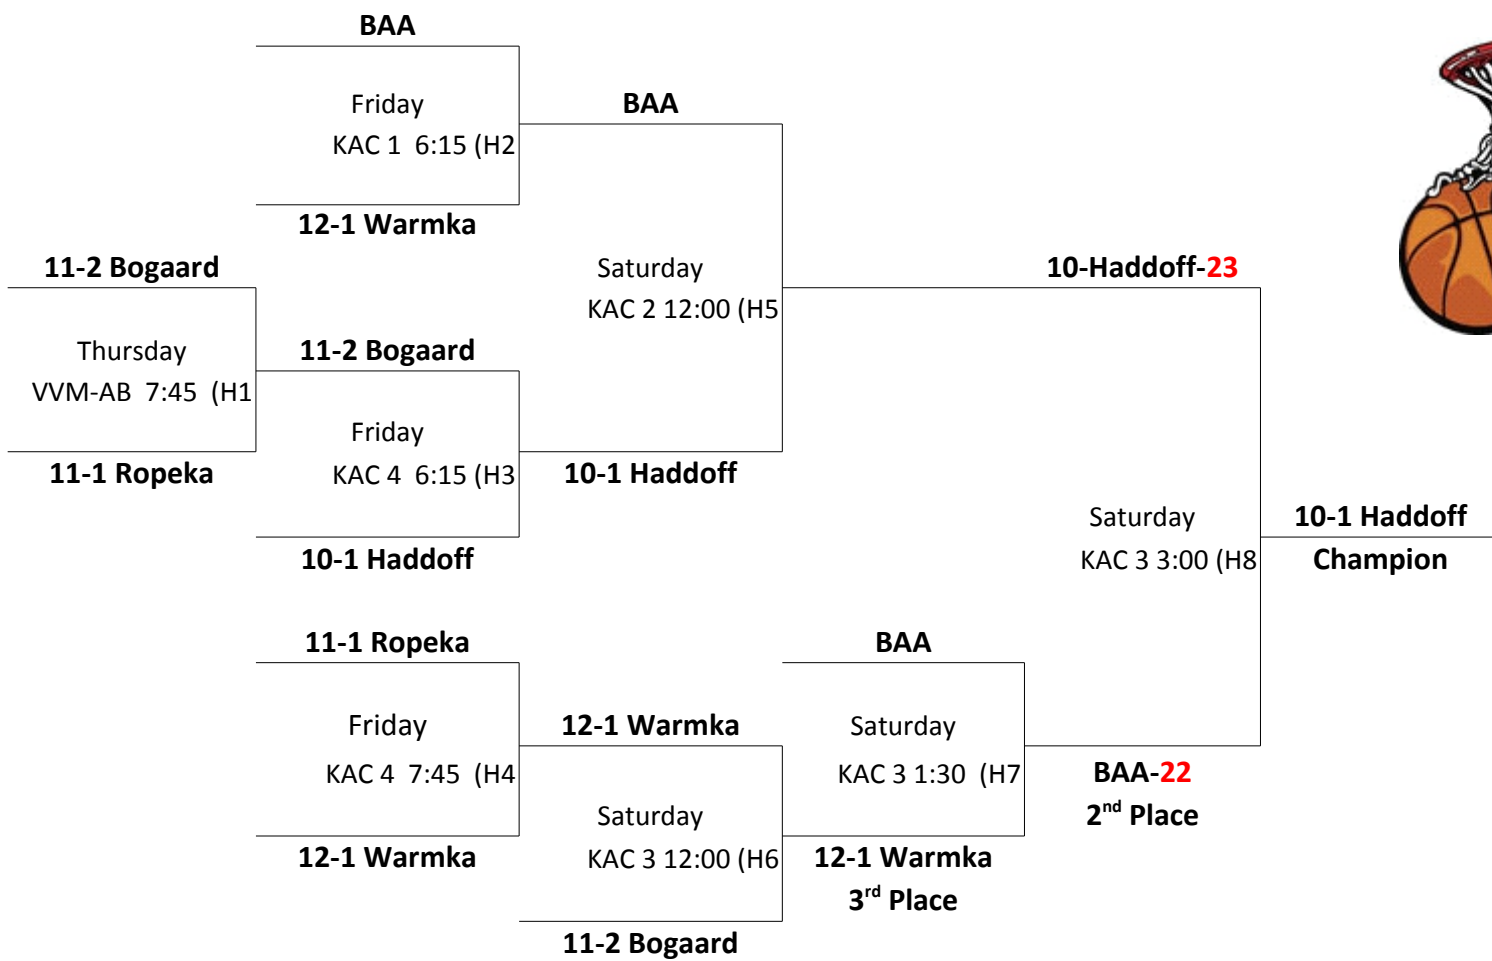 BAA
Friday
KAC 1 6:15 (H2
BAA
12-1 Warmka
11-2 Bogaard
Saturday
KAC 2 12:00 (H5
10-Haddoff-23
Thursday
VVM-AB 7:45 (H1
11-2 Bogaard
11-1 Ropeka
Friday
KAC 4 6:15 (H3
10-1 Haddoff
10-1 Haddoff
Saturday
KAC 3 3:00 (H8
10-1 Haddoff
Champion
11-1 Ropeka
BAA
Friday
KAC 4 7:45 (H4
12-1 Warmka
Saturday
KAC 3 1:30 (H7
BAA-22
2nd Place
12-1 Warmka
Saturday
KAC 3 12:00 (H6
12-1 Warmka
3rd Place
11-2 Bogaard